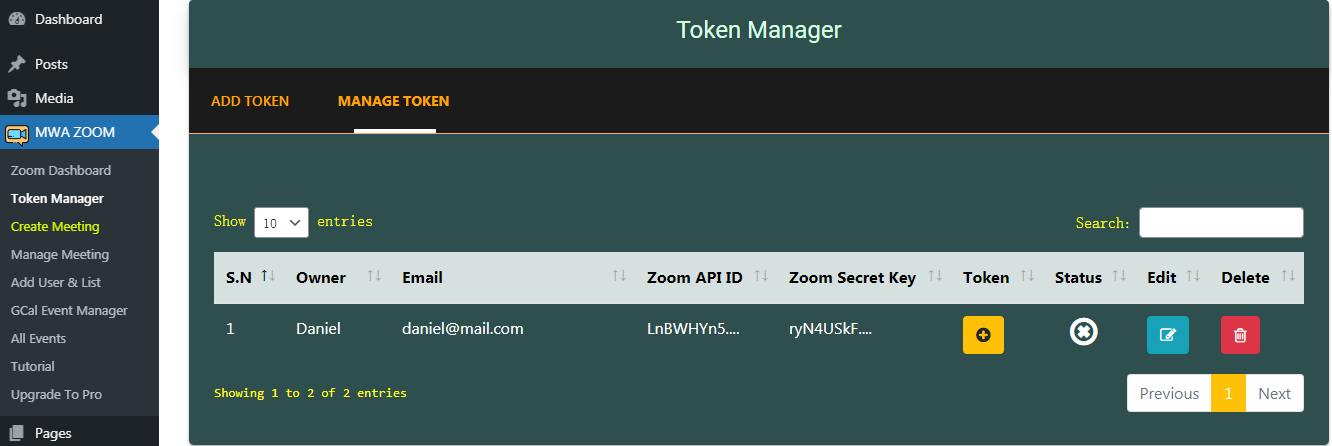 Dashboard
Posts
Media
MWA ZOOM
Zoom Dashboard
Token Manager
Create Meeting
Manage Meeting
Add User & List
GCal Event Manager
All Events
Tutorial
Upgrade To Pro
Pages
Token Manager
ADD TOKEN MANAGE TOKEN
Show 10 entries Search:
S.N Owner Email Zoom API ID Zoom Secret Key Token Status Edit Delete
1 Daniel daniel@mail.com LnBWHYn5.... ryN4USkF....
Showing 1 to 2 of 2 entries Previous 1 Next